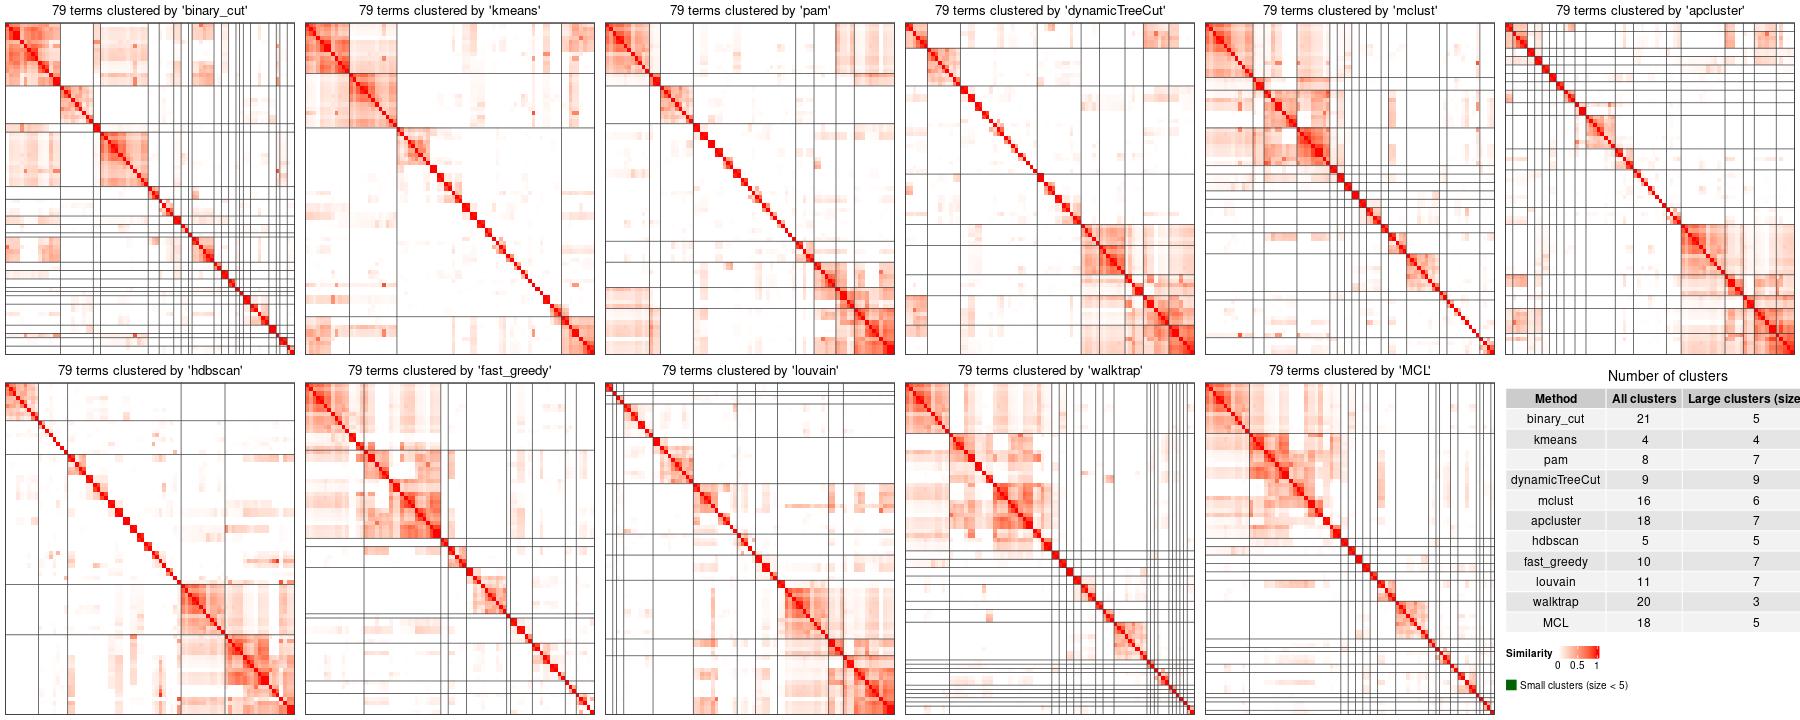 79 terms clustered by 'binary_cut'
79 terms clustered by 'kmeans'
79 terms clustered by 'pam'
79 terms clustered by 'dynamicTreeCut'
79 terms clustered by 'mclust'
79 terms clustered by 'apcluster'
79 terms clustered by 'hdbscan'
79 terms clustered by 'fast_greedy'
79 terms clustered by 'louvain'
79 terms clustered by 'walktrap'
79 terms clustered by 'MCL'
Number of clusters
Method All clusters Large clusters (size
binary_cut 21 5
kmeans 4 4
pam 8 7
dynamicTreeCut 9 9
mclust 16 6
apcluster 18 7
hdbscan 5 5
fast_greedy 10 7
louvain 11 7
walktrap 20 3
MCL 18 5
Similarity
0 0.5 1
Small clusters (size < 5)